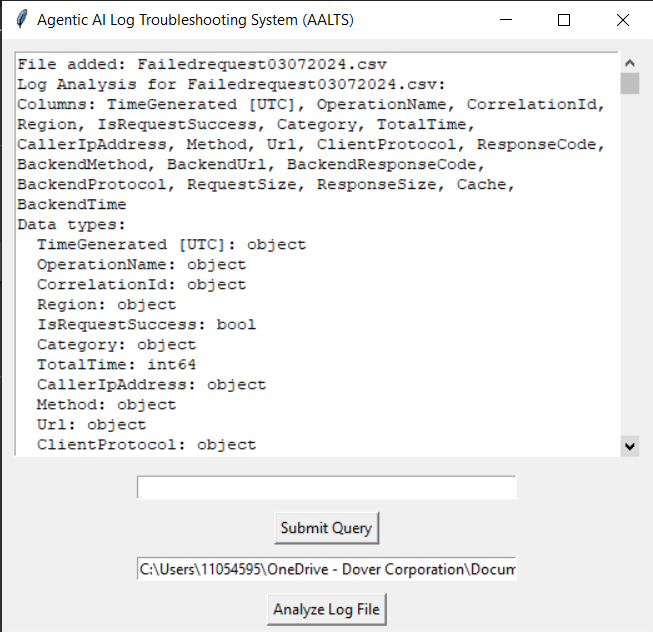 Agentic AI Log Troubleshooting System (AALTS)
File added: Failedrequest03072024.csv
Log Analysis for Failedrequest03072024.csv:
Columns: TimeGenerated [UTC], OperationName, CorrelationId,
Region, IsRequestSuccess, Category, TotalTime,
CallerIpAddress, Method, Url, ClientProtocol, ResponseCode,
BackendMethod, BackendUrl, BackendResponseCode,
BackendProtocol, RequestSize, ResponseSize, Cache,
BackendTime
Data types:
TimeGenerated [UTC]: object
OperationName: object
CorrelationId: object
Region: object
IsRequestSuccess: bool
Category: object
TotalTime: int64
CallerIpAddress: object
Method: object
Url: object
ClientProtocol: object
Submit Query
C:\Users\11054595\OneDrive - Dover Corporation\Docum
Analyze Log File